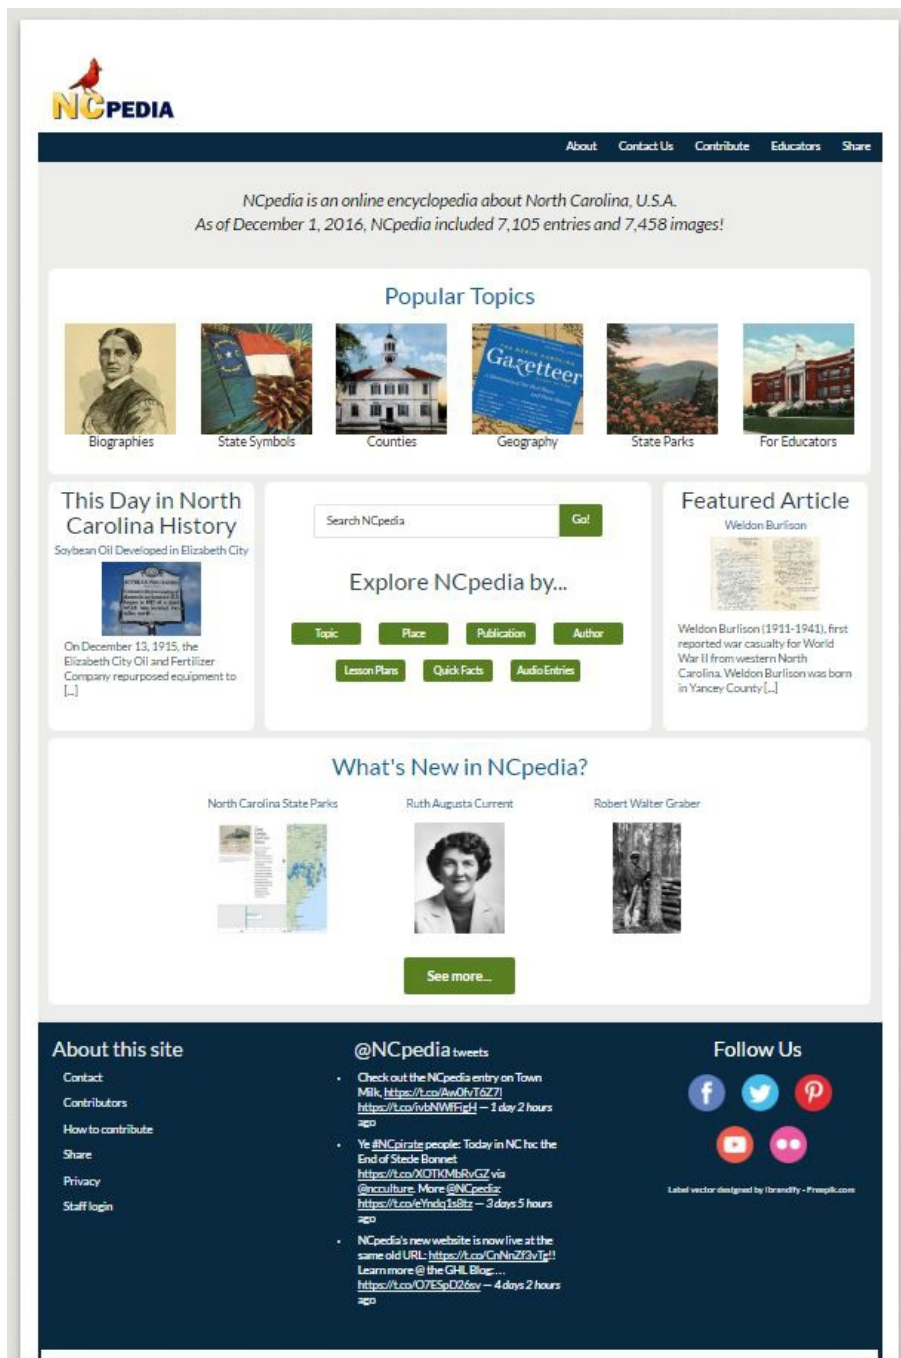 NCPEDIA
About Contact Us Contribute Educators Share
NCpedia is an online encyclopedia about North Carolina, U.S.A.
As of December 1, 2016, NCpedia included 7,105 entries and 7,458 images!
Popular Topics
THE NORTH CAROLINA
Gazetteer
Biographies State Symbols Counties Geography State Parks For Educators
This Day in North
Carolina History
Soybean Oil Developed in Elizabeth City
On December 13, 1915, the
Elizabeth City Oil and Fertilizer
Company repurposed equipment to
[...]
Search NCpedia Go!
Explore NCpedia by...
Topic Place Publication Author
Lesson Plans Quick Facts Audio Entries
Featured Article
Weldon Burlison
Weldon Burlison (1911-1941), first
reported war casualty for World
War II from western North
Carolina. Weldon Burlison was born
in Yancey County [...]
What's New in NCpedia?
North Carolina State Parks Ruth Augusta Current Robert Walter Graber
See more...
About this site
Contact
Contributors
How to contribute
Share
Privacy
Staff login
@NCpedia tweets
Check out the NCpedia entry on Town
Milk, https://t.co/Aw0fvT6Z7l
https://t.co/ivbNWfFigH — 1 day 2 hours
ago
Ye #NCpirate people: Today in NC hx: the
End of Stede Bonnet
https://t.co/XOTKMbRvGZ via
@ncculture. More @NCpedia:
https://t.co/eYndq1s8tz — 3 days 5 hours
ago
NCpedia's new website is now live at the
same old URL: https://t.co/CnNnZf3vTg!!
Learn more @ the GHL Blog: ...
https://t.co/O7ESpD26sv — 4 days 2 hours
ago
Follow Us
Label vector designed by Ibrandify - Freepik.com